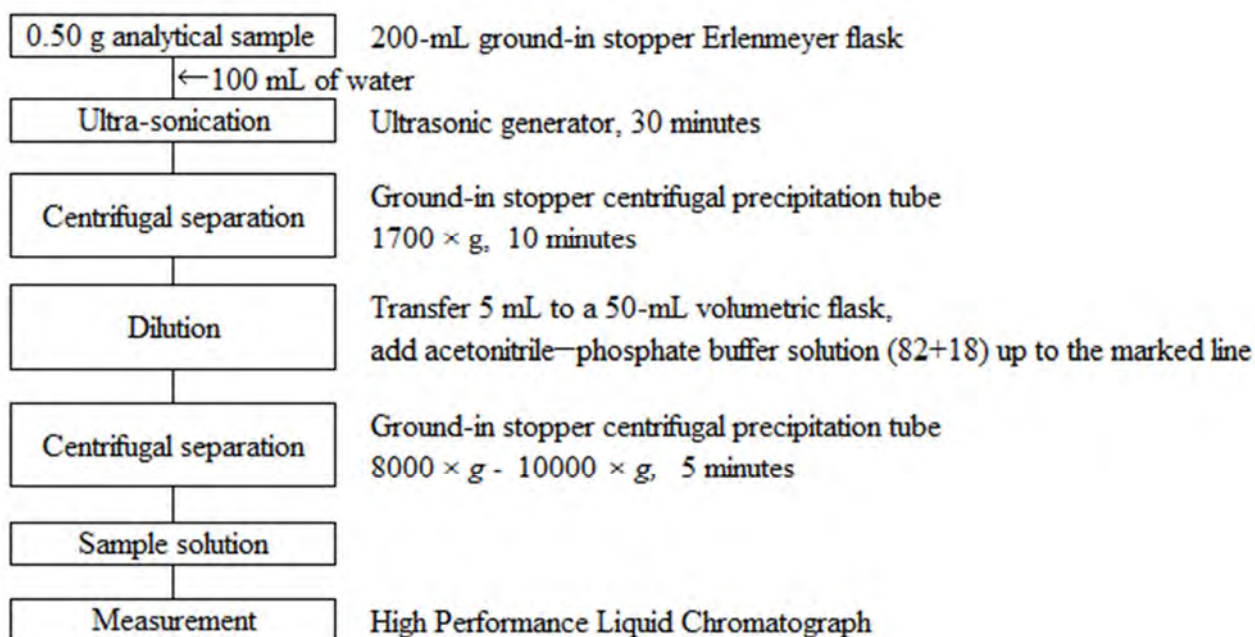 0.50 g analytical sample 200-mL ground-in stopper Erlenmeyer flask
←100 mL of water
Ultra-sonication Ultrasonic generator, 30 minutes
Centrifugal separation Ground-in stopper centrifugal precipitation tube
1700 × g, 10 minutes
Dilution Transfer 5 mL to a 50-mL volumetric flask,
add acetonitrile−phosphate buffer solution (82+18) up to the marked line
Centrifugal separation Ground-in stopper centrifugal precipitation tube
8000 × g - 10000 × g, 5 minutes
Sample solution
Measurement High Performance Liquid Chromatograph